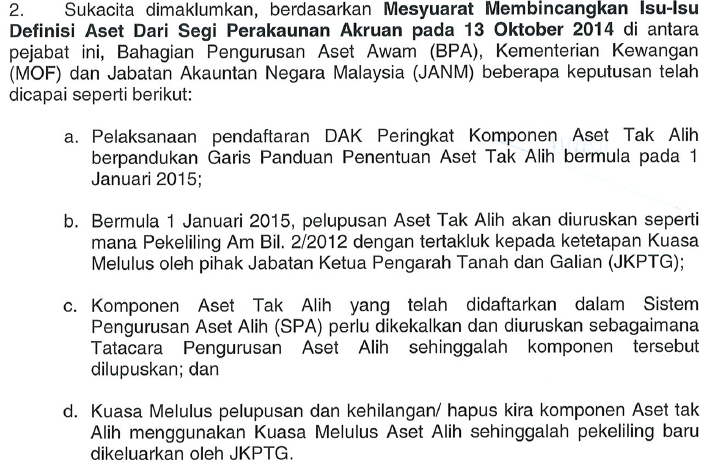 2. Sukacita dimaklumkan, berdasarkan Mesyuarat Membincangkan Isu-Isu
Definisi Aset Dari Segi Perakaunan Akruan pada 13 Oktober 2014 di antara
pejabat ini, Bahagian Pengurusan Aset Awam (BPA), Kementerian Kewangan
(MOF) dan Jabatan Akauntan Negara Malaysia (JANM) beberapa keputusan telah
dicapai seperti berikut:
a. Pelaksanaan pendaftaran DAK Peringkat Komponen Aset Tak Alih
berpandukan Garis Panduan Penentuan Aset Tak Alih bermula pada 1
Januari 2015;
b. Bermula 1 Januari 2015, pelupusan Aset Tak Alih akan diuruskan seperti
mana Pekeliling Am Bil. 2/2012 dengan tertakluk kepada ketetapan Kuasa
Melulus oleh pihak Jabatan Ketua Pengarah Tanah dan Galian (JKPTG);
c. Komponen Aset Tak Alih yang telah didaftarkan dalam Sistem
Pengurusan Aset Alih (SPA) perlu dikekalkan dan diuruskan sebagaimana
Tatacara Pengurusan Aset Alih sehinggalah komponen tersebut
dilupuskan; dan
d. Kuasa Melulus pelupusan dan kehilangan/ hapus kira komponen Aset tak
Alih menggunakan Kuasa Melulus Aset Alih sehinggalah pekeliling baru
dikeluarkan oleh JKPTG.